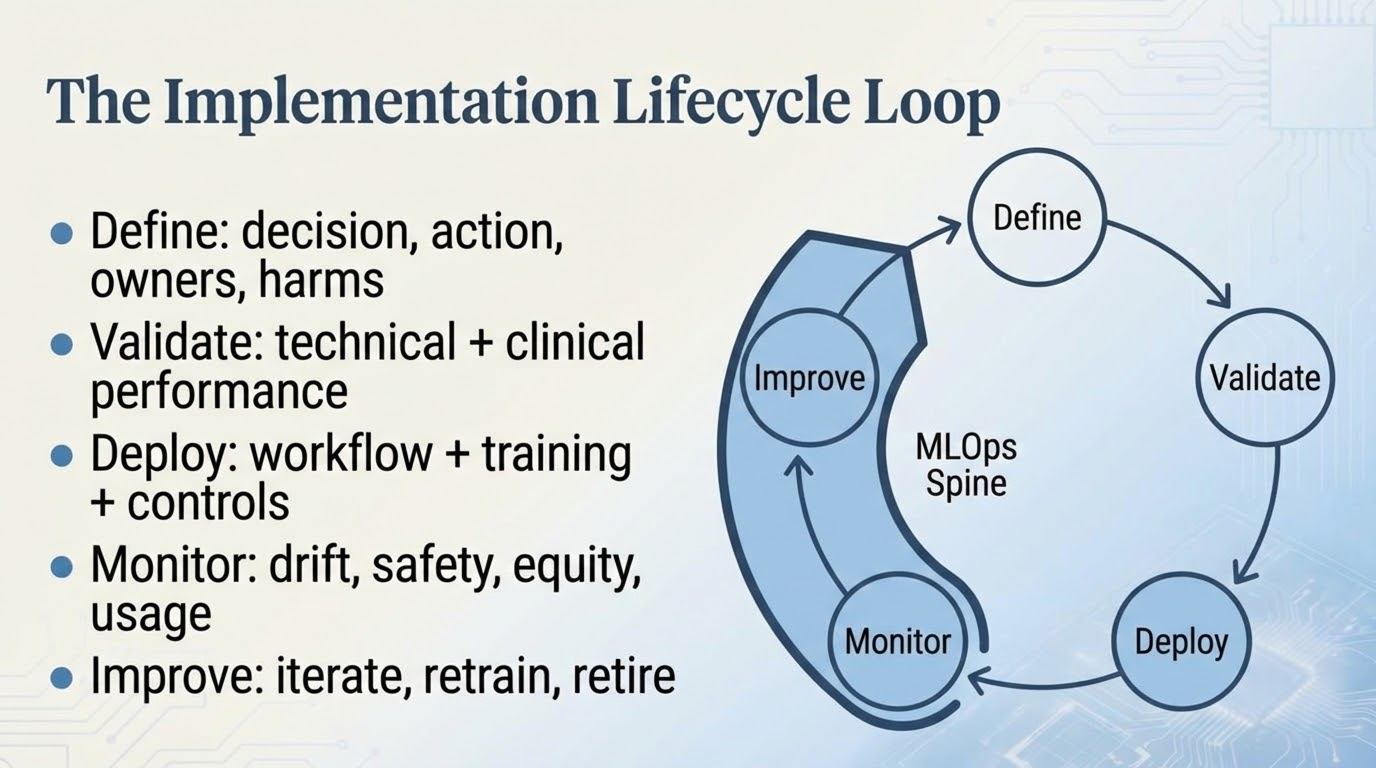 The Implementation Lifecycle Loop
• Define: decision, action,
owners, harms
• Validate: technical + clinical
performance
• Deploy: workflow + training
+ controls
• Monitor: drift, safety, equity,
usage
• Improve: iterate, retrain, retire
Define
Validate
Deploy
Monitor
Improve
MLOps
Spine